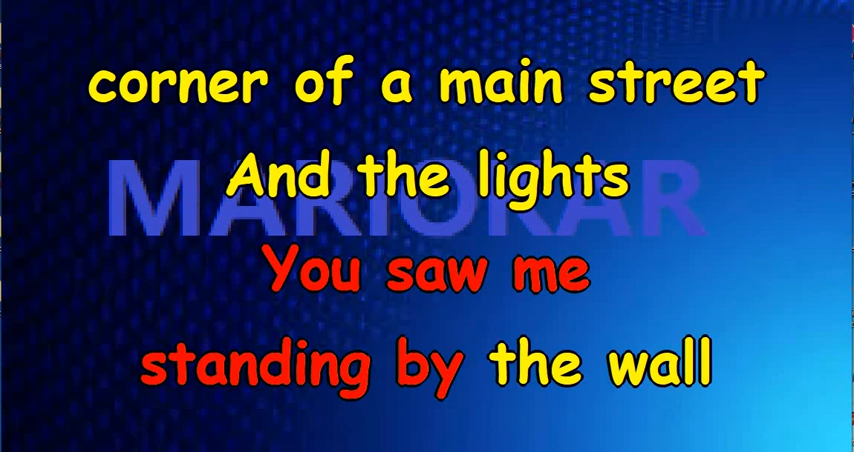 corner of a main street
And the lights
MARIOKAR
You saw me
standing by the wall